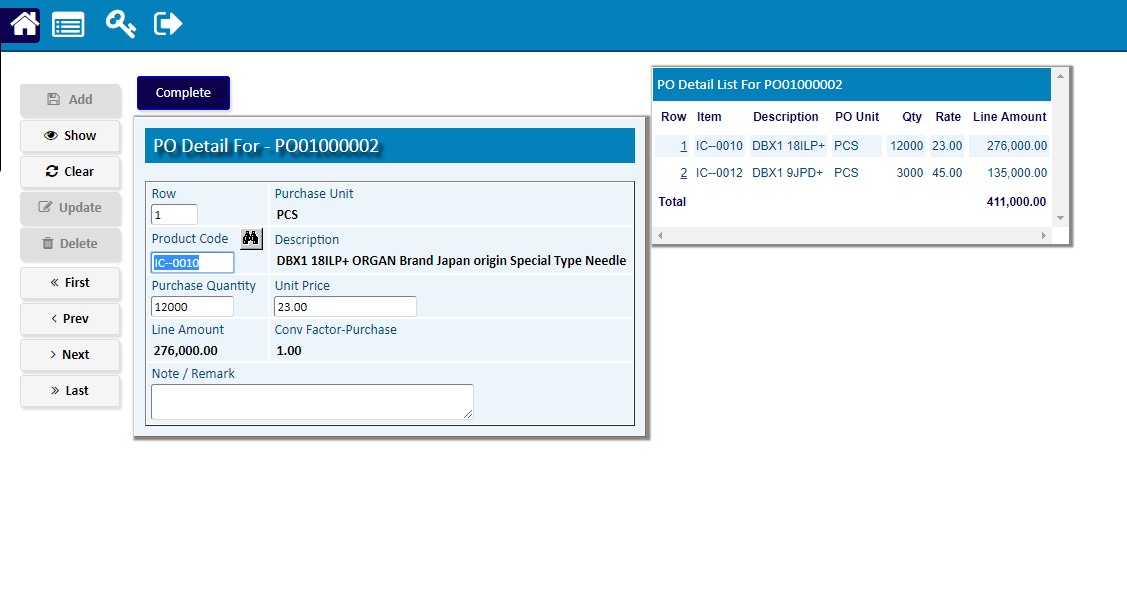 Add
Show
Clear
Update
Delete
« First
< Prev
> Next
» Last
Complete
PO Detail For - PO01000002
Row Purchase Unit
1 PCS
Product Code Description
IC--0010 DBX1 18ILP+ ORGAN Brand Japan origin Special Type Needle
Purchase Quantity Unit Price
12000 23.00
Line Amount Conv Factor-Purchase
276,000.00 1.00
Note / Remark
PO Detail List For PO01000002
Row Item Description PO Unit Qty Rate Line Amount
1 IC--0010 DBX1 18ILP+ PCS 12000 23.00 276,000.00
2 IC--0012 DBX1 9JPD+ PCS 3000 45.00 135,000.00
Total 411,000.00